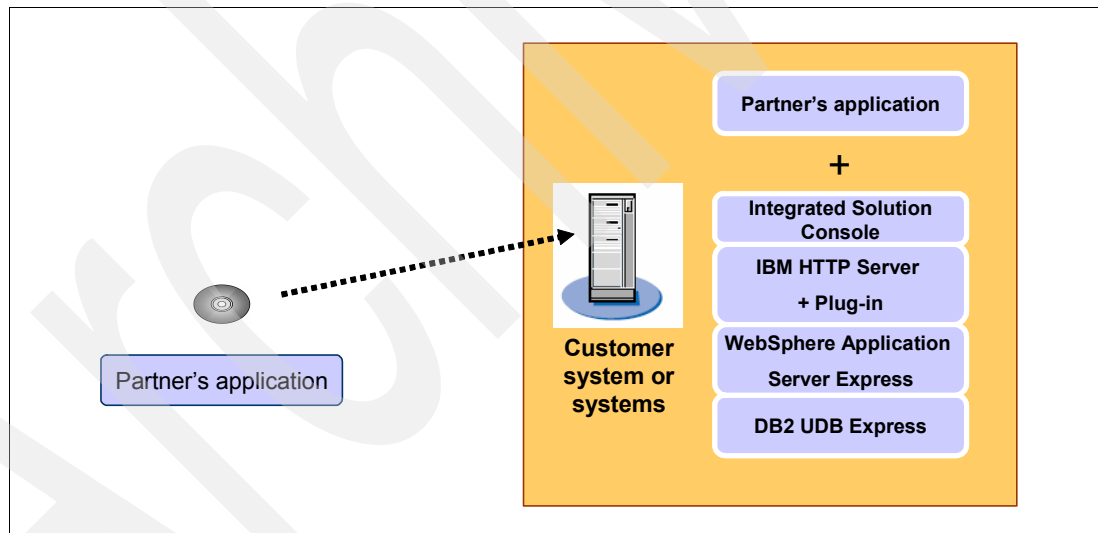 Partner's application
Partner’s application
+
Integrated Solution
Console
IBM HTTP Server
+ Plug-in
WebSphere Application
Server Express
DB2 UDB Express
Customer
system or
systems